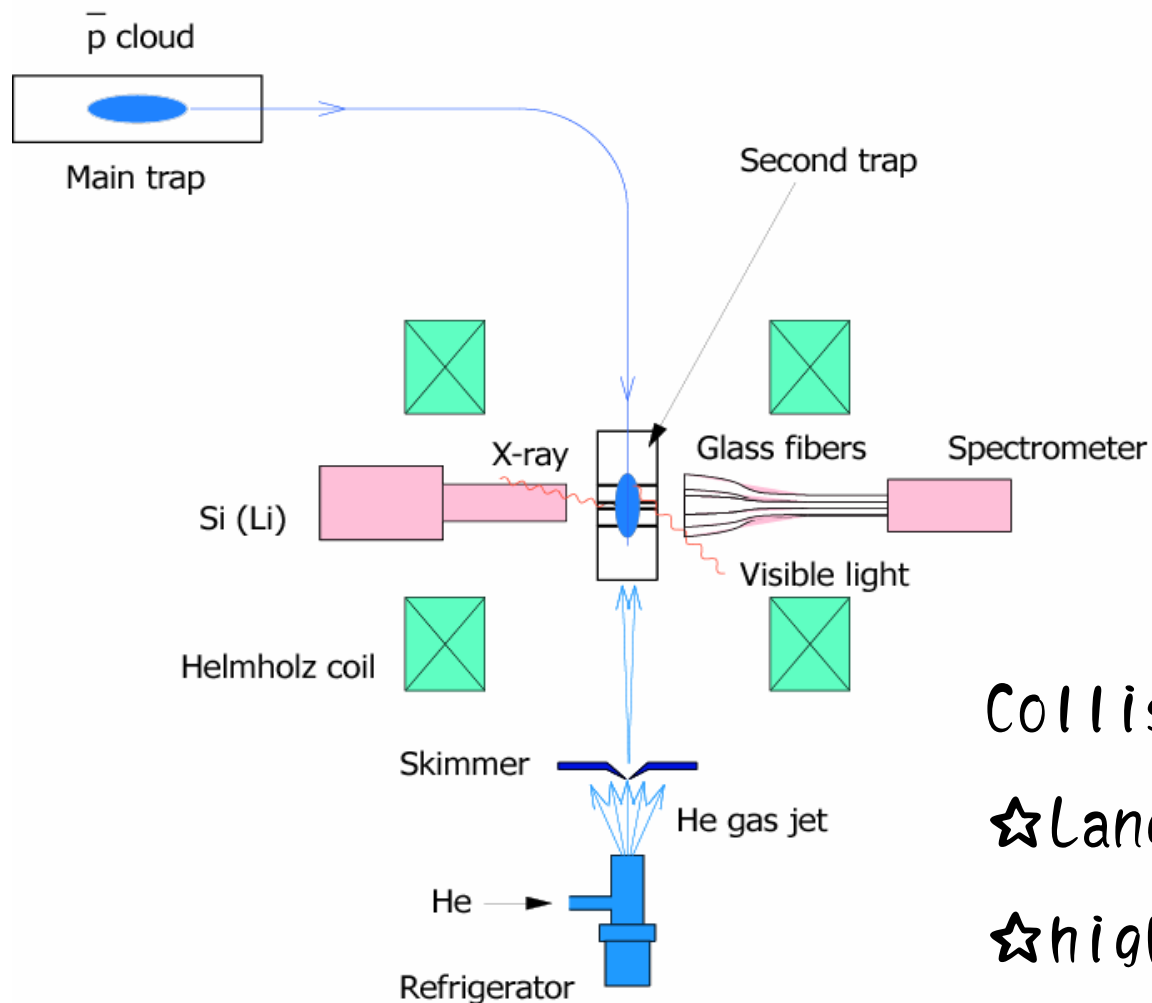 p̅ cloud
Main trap
Second trap
X-ray
Glass fibers
Spectrometer
Si (Li)
Visible light
Helmholz coil
Skimmer
He gas jet
He
Refrigerator